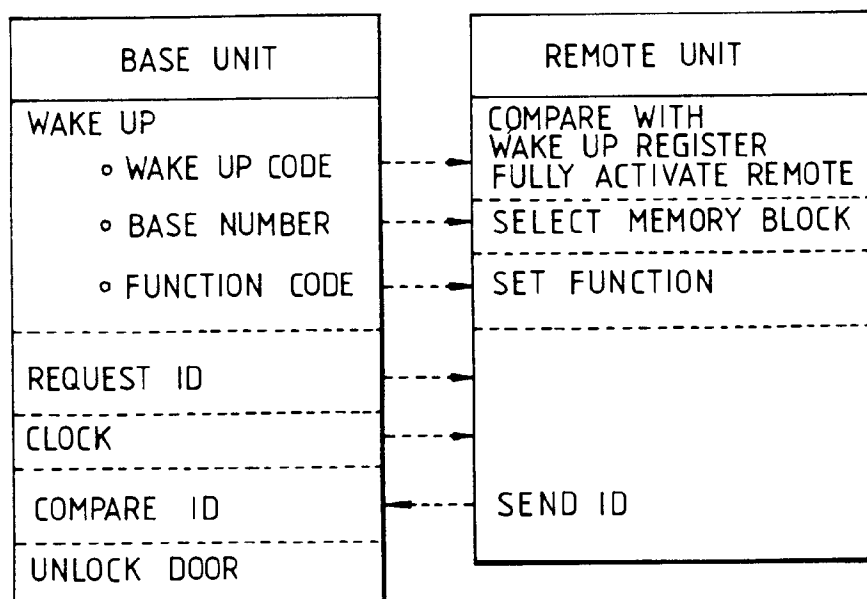 BASE UNIT
WAKE UP
WAKE UP CODE
BASE NUMBER
FUNCTION CODE
REQUEST ID
CLOCK
COMPARE ID
UNLOCK DOOR
REMOTE UNIT
COMPARE WITH
WAKE UP REGISTER
FULLY ACTIVATE REMOTE
SELECT MEMORY BLOCK
SET FUNCTION
SEND ID